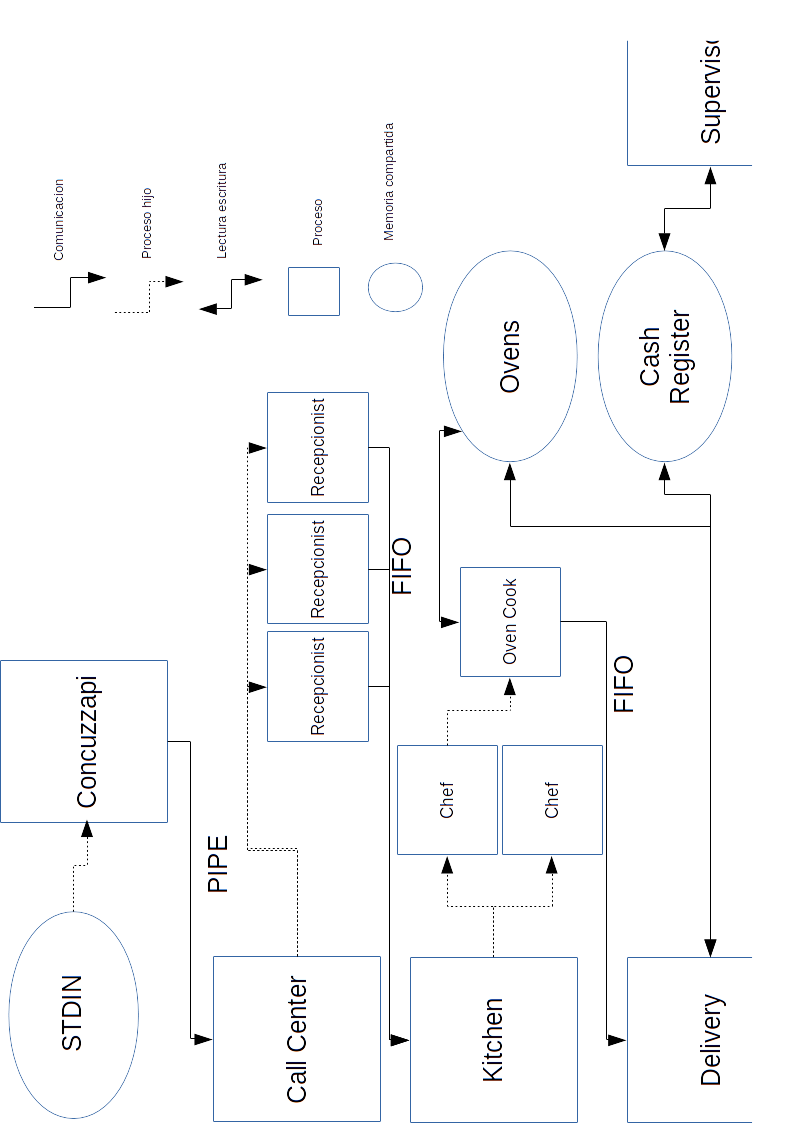 STDIN
Concuzzapi
Comunicacion
Proceso hijo
PIPE
Lectura escritura
Call Center
Recepcionist
Recepcionist
Recepcionist
Proceso
Memoria compartida
FIFO
Kitchen
Chef
Chef
Oven Cook
Ovens
FIFO
Cash
Register
Delivery
Supervis